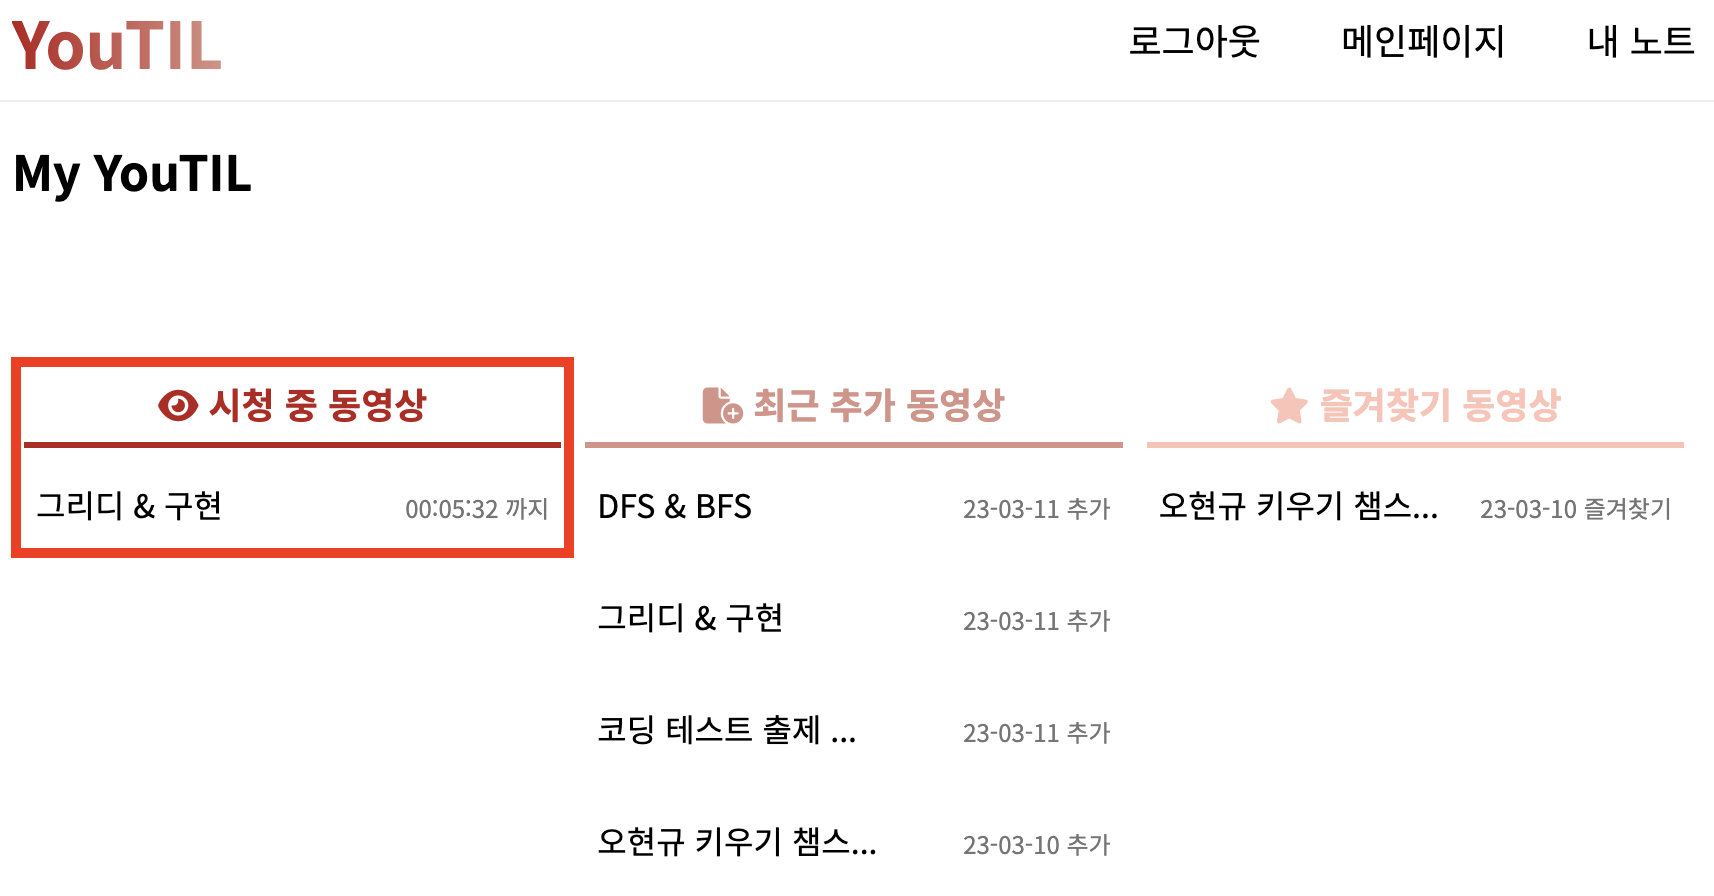 YouTIL
로그아웃 메인페이지 내 노트
My YouTIL
시청 중 동영상
그리디 & 구현 00:05:32 까지
최근 추가 동영상
DFS & BFS 23-03-11 추가
그리디 & 구현 23-03-11 추가
코딩 테스트 출제 ... 23-03-11 추가
오현규 키우기 챔스... 23-03-10 추가
즐겨찾기 동영상
오현규 키우기 챔스... 23-03-10 즐겨찾기